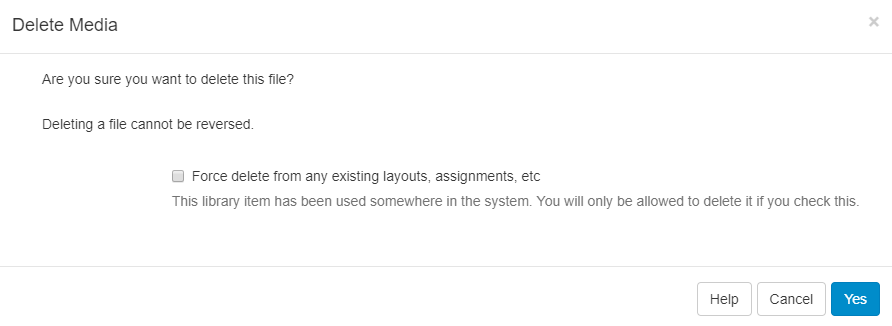 Delete Media
×
Are you sure you want to delete this file?
Deleting a file cannot be reversed.
Force delete from any existing layouts, assignments, etc
This library item has been used somewhere in the system. You will only be allowed to delete it if you check this.
Help Cancel Yes